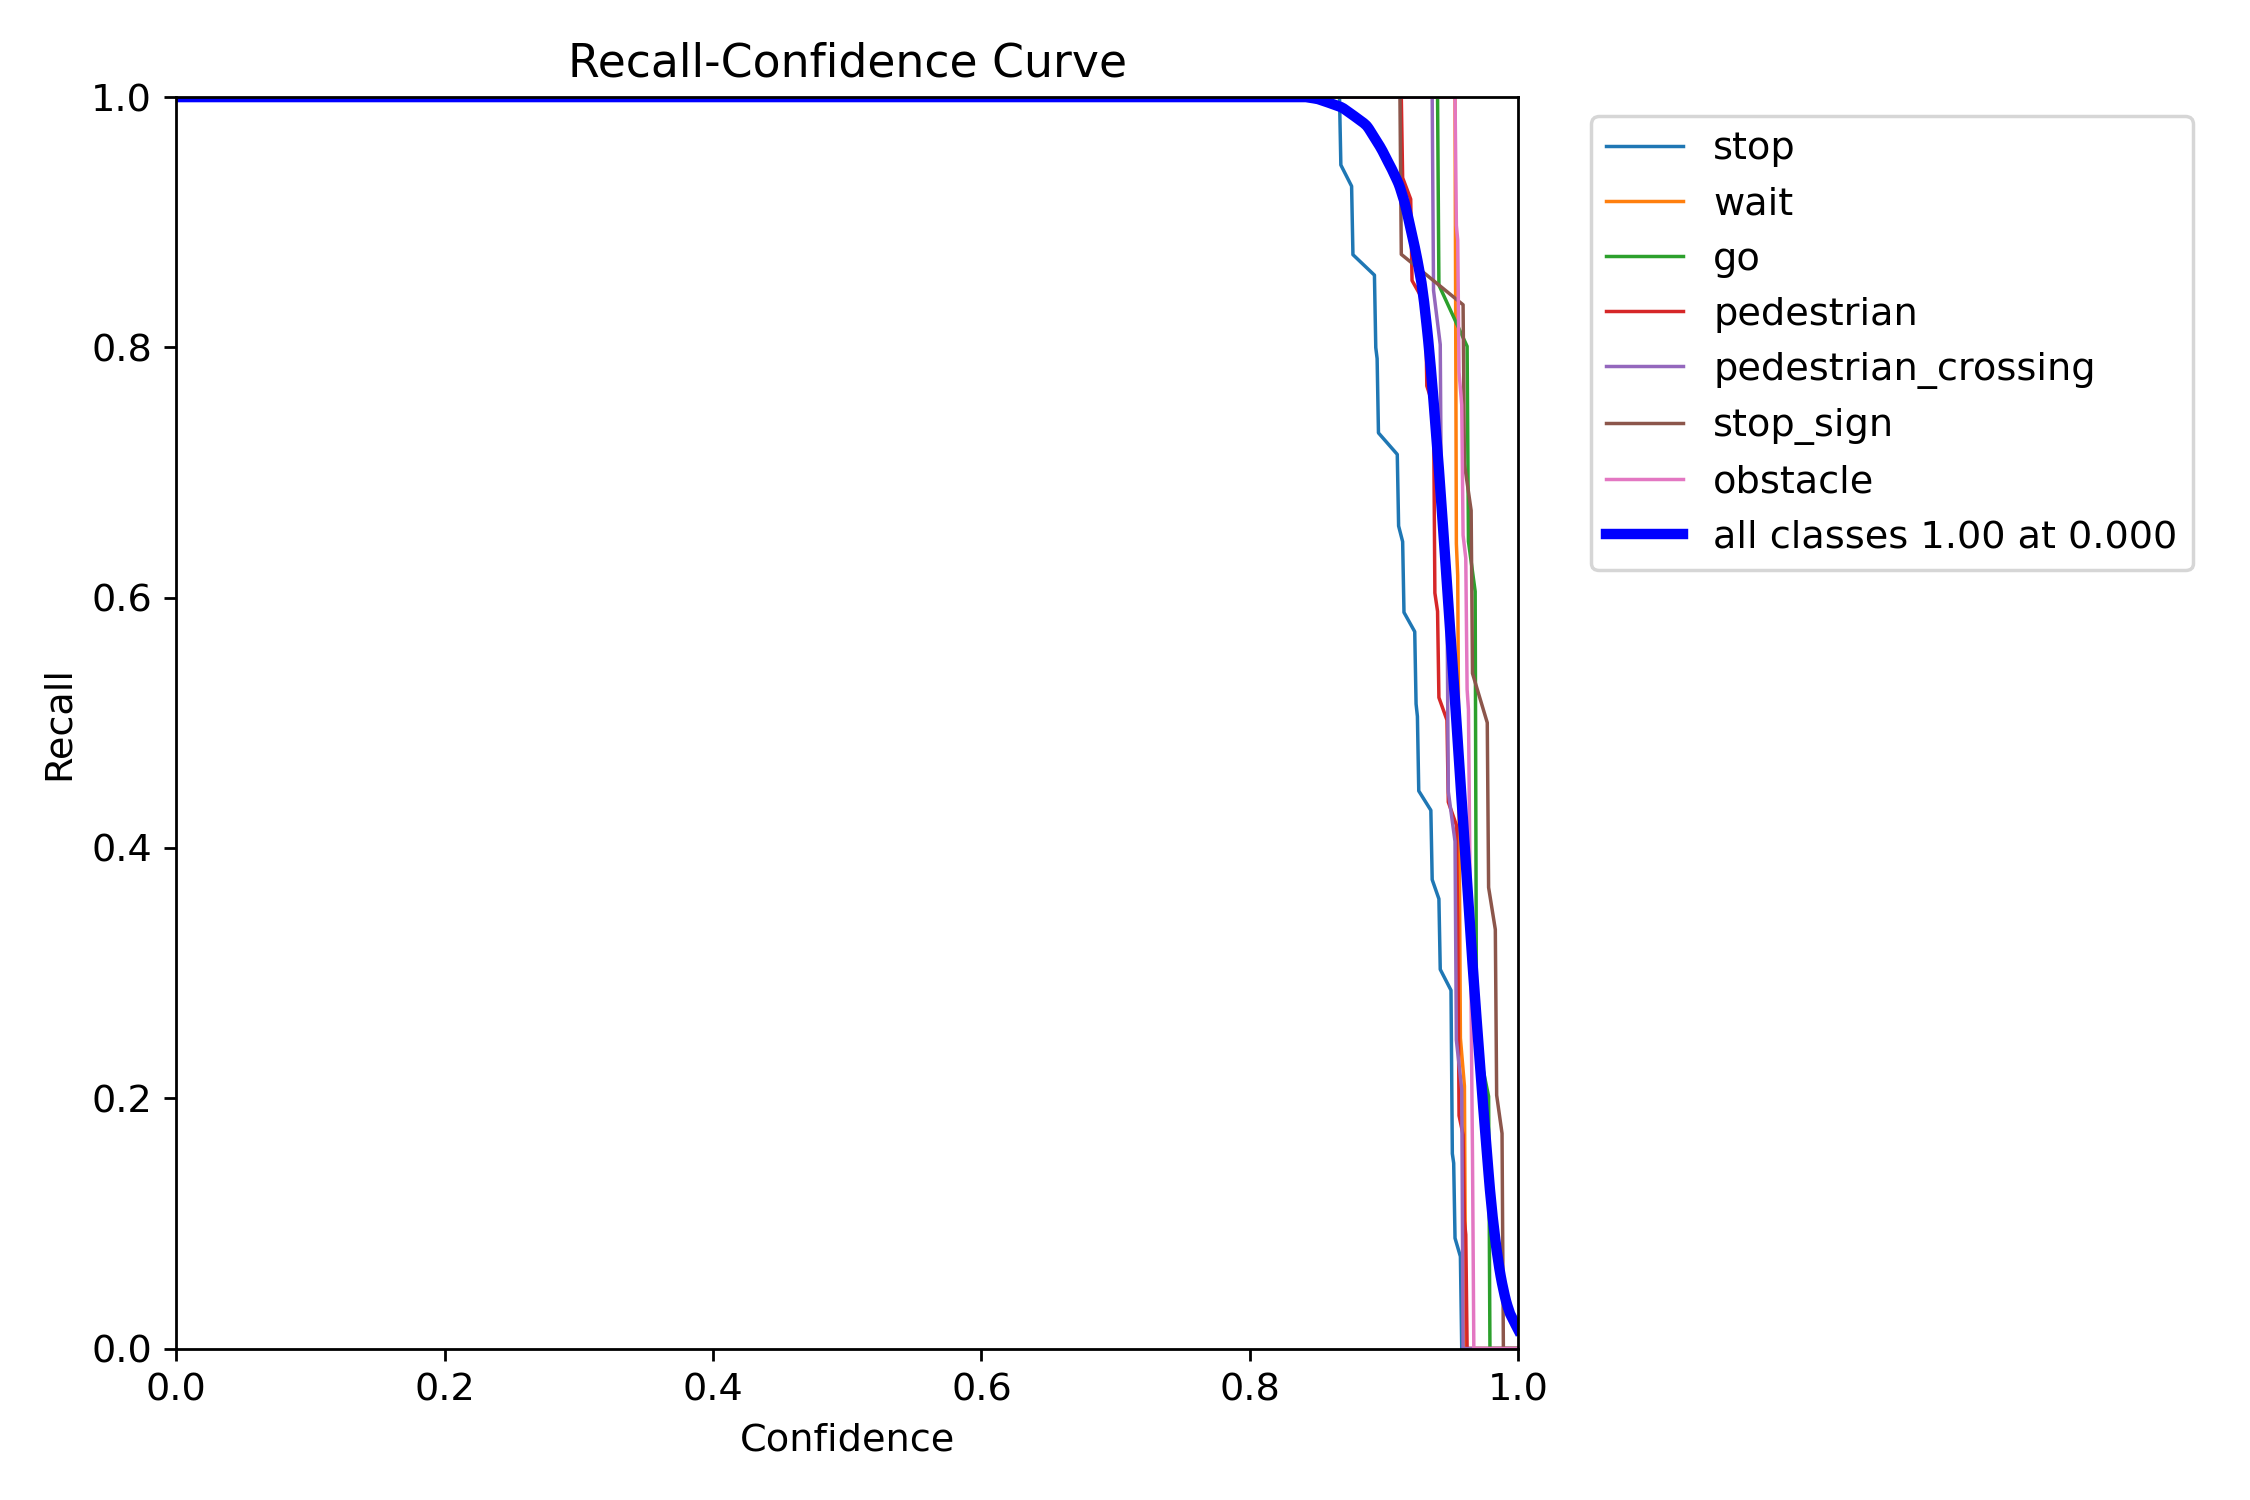 Recall-Confidence Curve
1.0
0.8
0.6
0.4
0.2
0.0
Recall
0.0 0.2 0.4 0.6 0.8 1.0
Confidence
stop
wait
go
pedestrian
pedestrian_crossing
stop_sign
obstacle
all classes 1.00 at 0.000